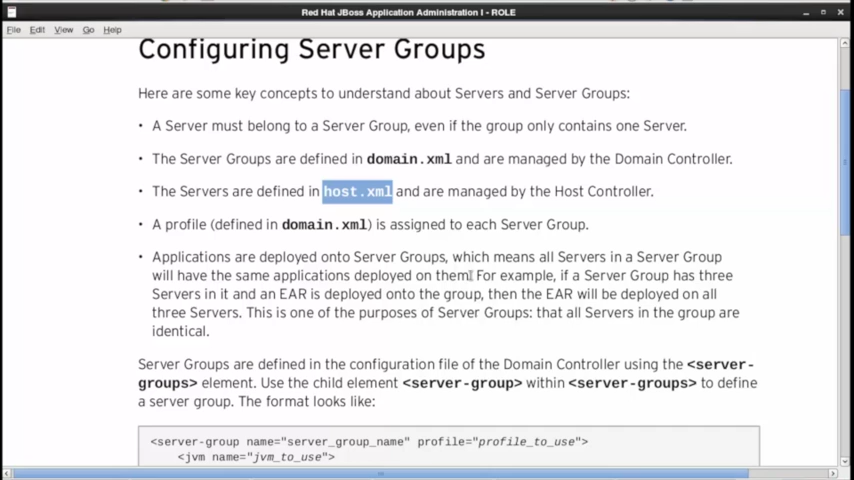 Red Hat JBoss Application Administration I - ROLE
File Edit View Go Help
Configuring Server Groups
Here are some key concepts to understand about Servers and Server Groups:
• A Server must belong to a Server Group, even if the group only contains one Server.
• The Server Groups are defined in domain.xml and are managed by the Domain Controller.
• The Servers are defined in host.xml and are managed by the Host Controller.
• A profile (defined in domain.xml) is assigned to each Server Group.
• Applications are deployed onto Server Groups, which means all Servers in a Server Group
will have the same applications deployed on them. For example, if a Server Group has three
Servers in it and an EAR is deployed onto the group, then the EAR will be deployed on all
three Servers. This is one of the purposes of Server Groups: that all Servers in the group are
identical.
Server Groups are defined in the configuration file of the Domain Controller using the <server-
groups> element. Use the child element <server-group> within <server-groups> to define
a server group. The format looks like:
<server-group name="server_group_name" profile="profile_to_use">
<jvm name="jvm_to_use">